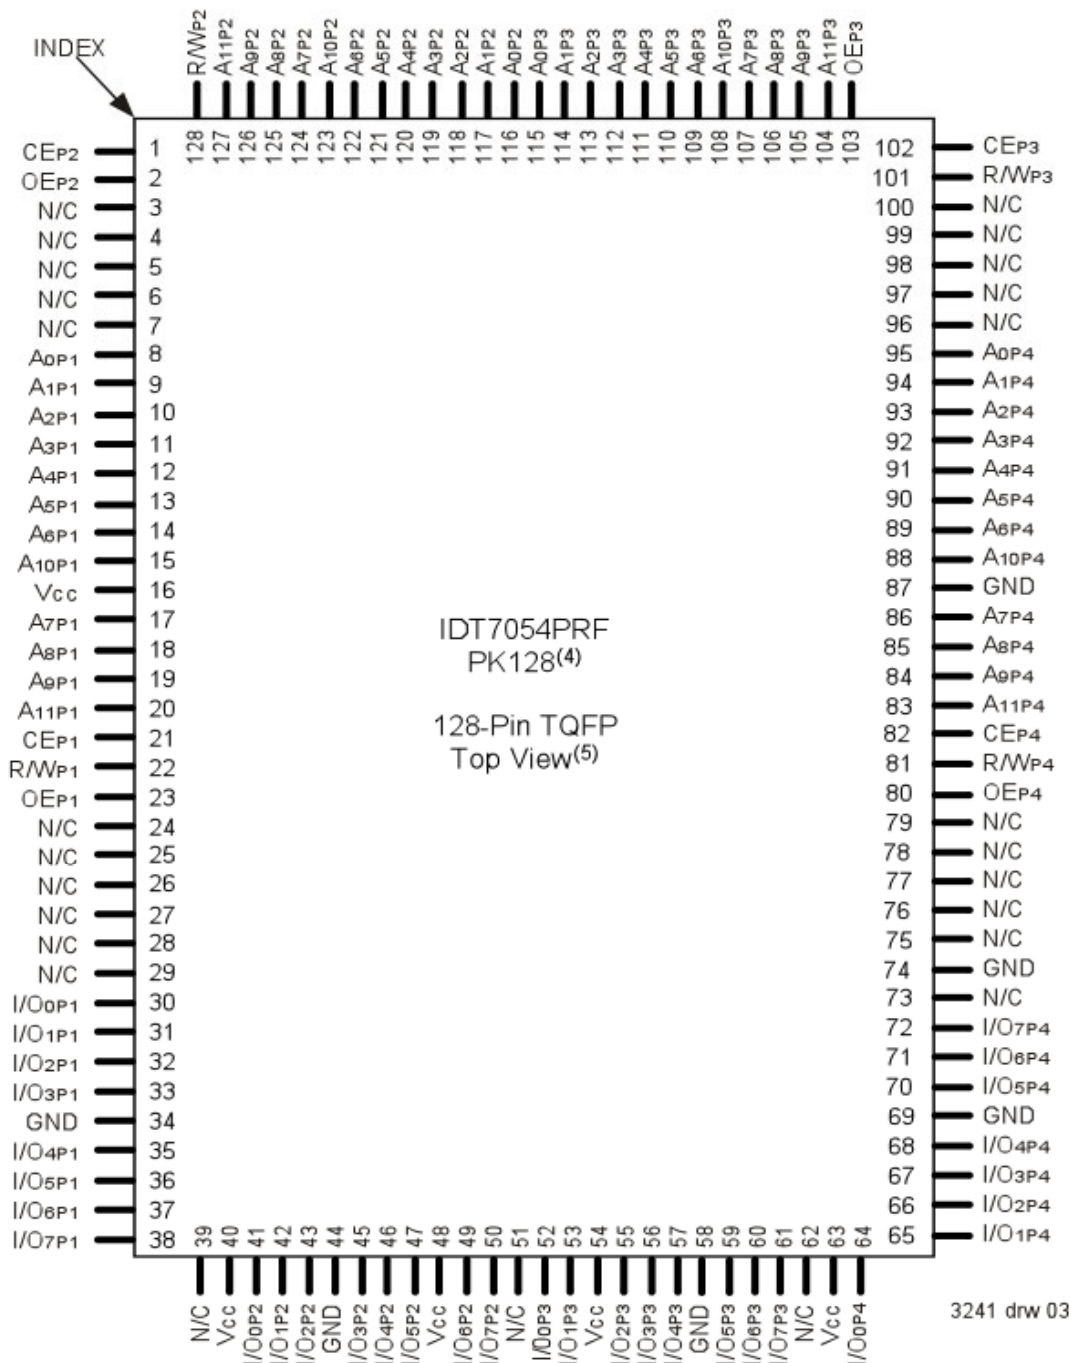 INDEX
R/WP2
A11P2
A9P2
A8P2
A7P2
A10P2
A6P2
A5P2
A4P2
A3P2
A2P2
A1P2
A0P2
A0P3
A1P3
A2P3
A3P3
A4P3
A5P3
A6P3
A10P3
A7P3
A8P3
A9P3
A11P3
OEP3
128
127
126
125
124
123
122
121
120
119
118
117
116
115
114
113
112
111
110
109
108
107
106
105
104
103
CEP2 1
OEP2 2
N/C 3
N/C 4
N/C 5
N/C 6
N/C 7
A0P1 8
A1P1 9
A2P1 10
A3P1 11
A4P1 12
A5P1 13
A6P1 14
A10P1 15
Vcc 16
A7P1 17
A8P1 18
A9P1 19
A11P1 20
CEP1 21
R/WP1 22
OEP1 23
N/C 24
N/C 25
N/C 26
N/C 27
N/C 28
N/C 29
I/O0P1 30
I/O1P1 31
I/O2P1 32
I/O3P1 33
GND 34
I/O4P1 35
I/O5P1 36
I/O6P1 37
I/O7P1 38
IDT7054PRF
PK128(4)
128-Pin TQFP
Top View(5)
102 CEP3
101 R/WP3
100 N/C
99 N/C
98 N/C
97 N/C
96 N/C
95 A0P4
94 A1P4
93 A2P4
92 A3P4
91 A4P4
90 A5P4
89 A6P4
88 A10P4
87 GND
86 A7P4
85 A8P4
84 A9P4
83 A11P4
82 CEP4
81 R/WP4
80 OEP4
79 N/C
78 N/C
77 N/C
76 N/C
75 N/C
74 GND
73 N/C
72 I/O7P4
71 I/O6P4
70 I/O5P4
69 GND
68 I/O4P4
67 I/O3P4
66 I/O2P4
65 I/O1P4
39
40
41
42
43
44
45
46
47
48
49
50
51
52
53
54
55
56
57
58
59
60
61
62
63
64
N/C
Vcc
I/O0P2
I/O1P2
I/O2P2
GND
I/O3P2
I/O4P2
I/O5P2
Vcc
I/O6P2
I/O7P2
N/C
I/00P3
I/O1P3
Vcc
I/O2P3
I/O3P3
I/O4P3
GND
I/O5P3
I/O6P3
I/O7P3
N/C
Vcc
I/O0P4
3241 drw 03